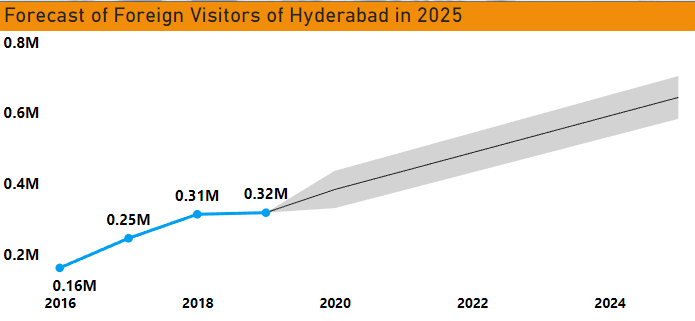 Forecast of Foreign Visitors of Hyderabad in 2025
0.8M
0.6M
0.4M
0.2M
0.16M
0.25M
0.31M
0.32M
2016 2018 2020 2022 2024